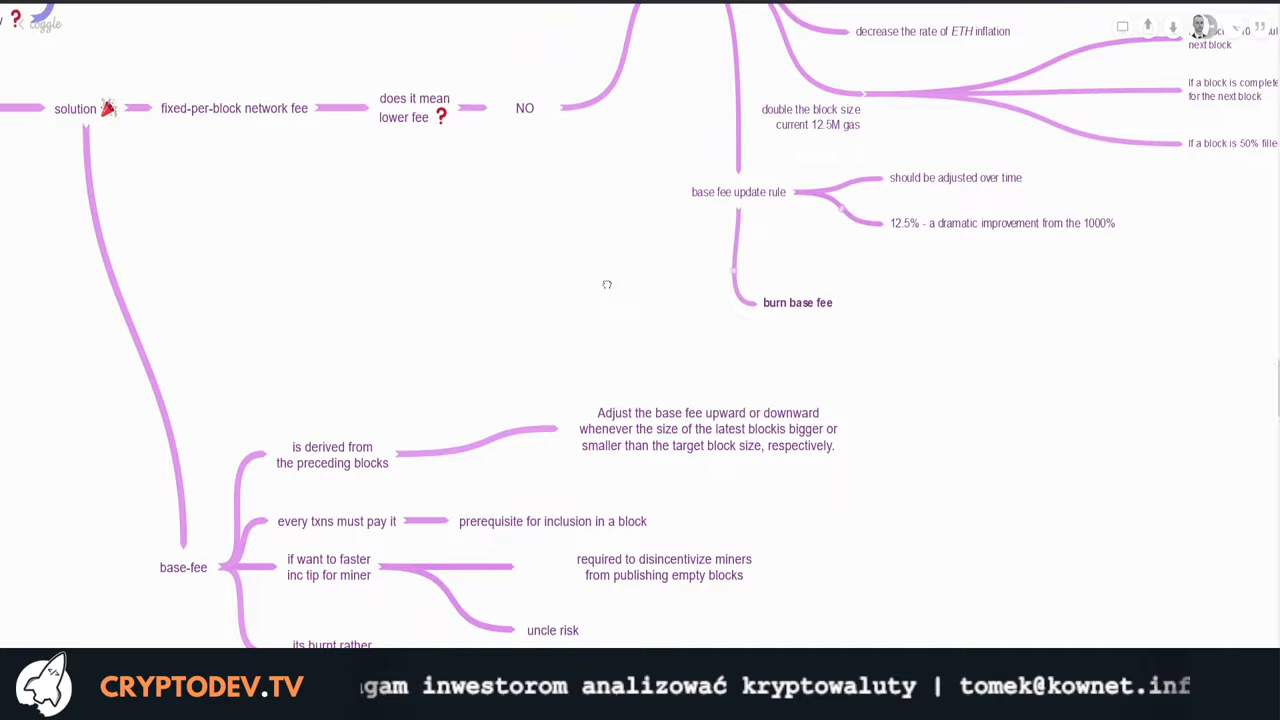 coggle
decrease the rate of ETH inflation
next block
solution
fixed-per-block network fee
does it mean
lower fee ?
NO
If a block is complete
for the next block
double the block size
current 12.5M gas
If a block is 50% fille
base fee update rule
should be adjusted over time
12.5% - a dramatic improvement from the 1000%
burn base fee
Adjust the base fee upward or downward
whenever the size of the latest blockis bigger or
smaller than the target block size, respectively.
is derived from
the preceding blocks
every txns must pay it
prerequisite for inclusion in a block
base-fee
if want to faster
inc tip for miner
required to disincentivize miners
from publishing empty blocks
uncle risk
its burnt rather
CRYPTODEV.TV
agam inwestorom analizować kryptowaluty | tomek@kownet.inf